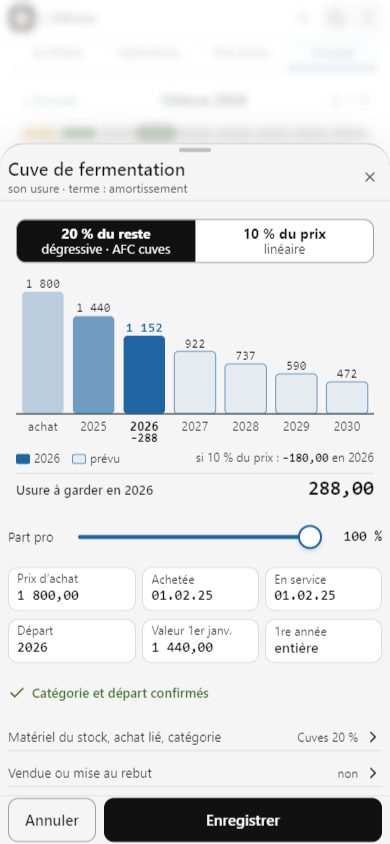 Cuve de fermentation
son usure · terme : amortissement
20 % du reste
dégressive · AFC cuves
10 % du prix
linéaire
1 800
1 440
1 152
922
737
590
472
achat 2025 2026 2027 2028 2029 2030
−288
2026 prévu
si 10 % du prix : −180,00 en 2026
Usure à garder en 2026 288,00
Part pro 100 %
Prix d’achat
1 800,00
Achetée
01.02.25
En service
01.02.25
Départ
2026
Valeur 1er janv.
1 440,00
1re année
entière
Catégorie et départ confirmés
Matériel du stock, achat lié, catégorie Cuves 20 %
Vendue ou mise au rebut non
Annuler Enregistrer